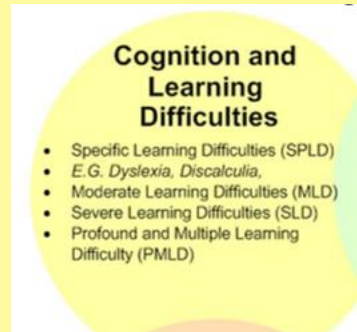 Cognition and
Learning
Difficulties
• Specific Learning Difficulties (SPLD)
• E.G. Dyslexia, Discalculia,
• Moderate Learning Difficulties (MLD)
• Severe Learning Difficulties (SLD)
• Profound and Multiple Learning
Difficulty (PMLD)